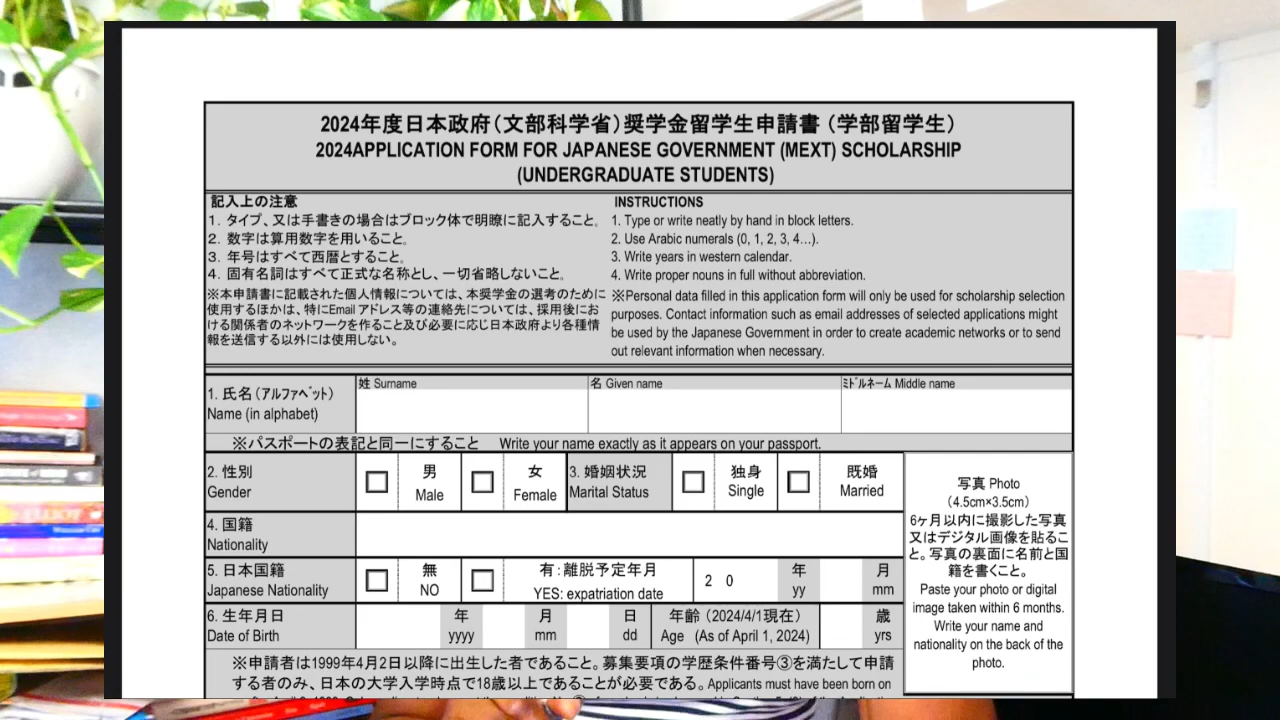 2024年度日本政府（文部科学省）奨学金留学生申請書（学部留学生）
2024APPLICATION FORM FOR JAPANESE GOVERNMENT (MEXT) SCHOLARSHIP
(UNDERGRADUATE STUDENTS)
記入上の注意
1. タイプ、又は手書きの場合はブロック体で明瞭に記入すること。
2. 数字は算用数字を用いること。
3. 年号はすべて西暦とすること。
4. 固有名詞はすべて正式な名称とし、一切省略しないこと。
※本申請書に記載された個人情報については、本奨学金の選考のために
使用するほかは、特にEmail アドレス等の連絡先については、採用後にお
ける関係者のネットワークを作ること及び必要に応じ日本政府より各種情
報を送信する以外には使用しない。
INSTRUCTIONS
1. Type or write neatly by hand in block letters.
2. Use Arabic numerals (0, 1, 2, 3, 4…).
3. Write years in western calendar.
4. Write proper nouns in full without abbreviation.
※Personal data filled in this application form will only be used for scholarship selection
purposes. Contact information such as email addresses of selected applications might
be used by the Japanese Government in order to create academic networks or to send
out relevant information when necessary.
1. 氏名（アルファベット）
Name (in alphabet)
姓 Surname
名 Given name
ミドルネーム Middle name
※パスポートの表記と同一にすること Write your name exactly as it appears on your passport.
2. 性別
Gender
男
Male
女
Female
3. 婚姻状況
Marital Status
独身
Single
既婚
Married
4. 国籍
Nationality
5. 日本国籍
Japanese Nationality
無
NO
有：離脱予定年月
YES: expatriation date
2 0
年
yy
月
mm
6. 生年月日
Date of Birth
年
yyyy
月
mm
日
dd
年齢（2024/4/1現在）
Age (As of April 1, 2024)
歳
yrs
写真 Photo
（4.5cm×3.5cm）
6ヶ月以内に撮影した写真
又はデジタル画像を貼るこ
と。写真の裏面に名前と国
籍を書くこと。
Paste your photo or digital
image taken within 6 months.
Write your name and
nationality on the back of the
photo.
※申請者は1999年4月2日以降に出生した者であること。募集要項の学歴条件番号③を満たして申請
する者のみ、日本の大学入学時点で18歳以上であることが必要である。Applicants must have been born on